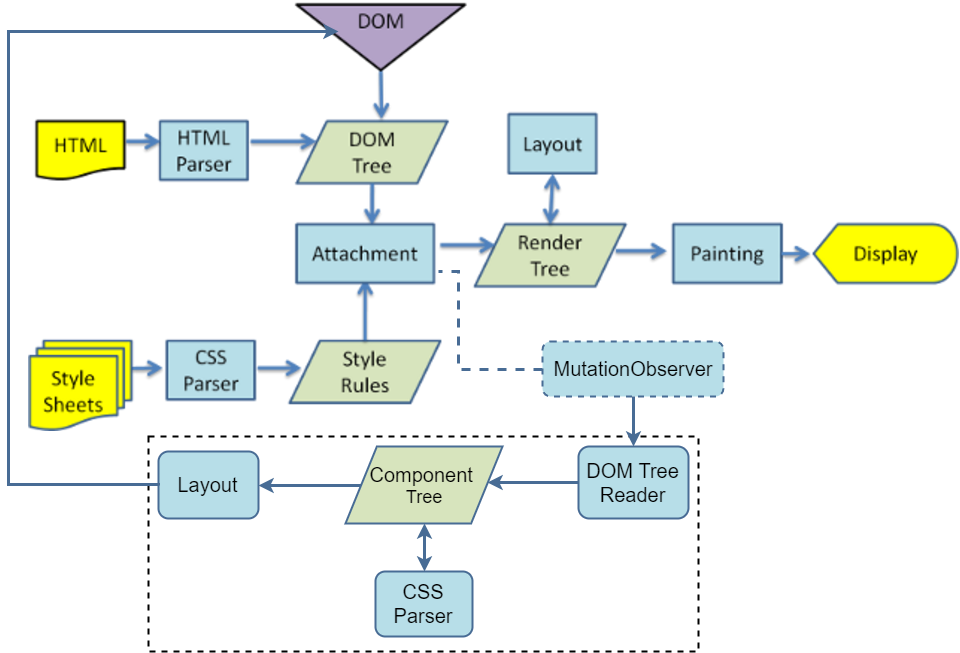 DOM
HTML
HTML
Parser
DOM
Tree
Layout
Attachment
Render
Tree
Painting
Display
Style
Sheets
CSS
Parser
Style
Rules
MutationObserver
Layout
Component
Tree
DOM Tree
Reader
CSS
Parser